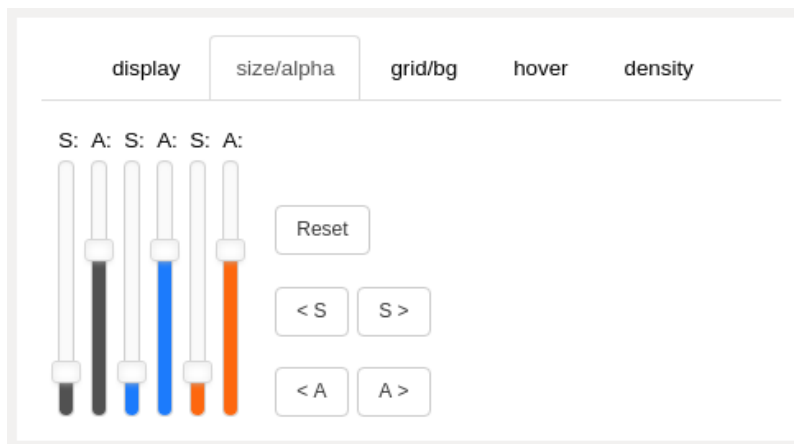 display size/alpha grid/bg hover density
S: A: S: A: S: A:
Reset
< S S >
< A A >